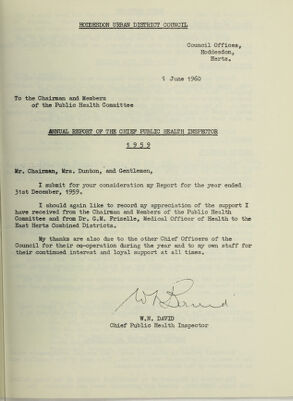 HODDESDON URBAN DISTRICT COUNCIL
Council Offices,
Hoddesdon,
Herts.
1 June 1960
To the Chairman and Members
of the Public Health Committee
ANNUAL REPORT OF THE CHIEF PUBLIC HEALTH INSPECTOR
1959
Mr. Chairman, Mrs. Dunton, and Gentlemen,
I submit for your consideration my Report for the year ended
31st December, 1959.
I should again like to record my appreciation of the support I
have received from the Chairman and Members of the Public Health
Committee and from Dr. G.M. Frizelle, Medical Officer of Health to the
East Herts Combined Districts.
My thanks are also due to the other Chief Officers of the
Council for their co-operation during the year and to my own staff for
their continued interest and loyal support at all times.
W.N. DAVID
Chief Public Health Inspector